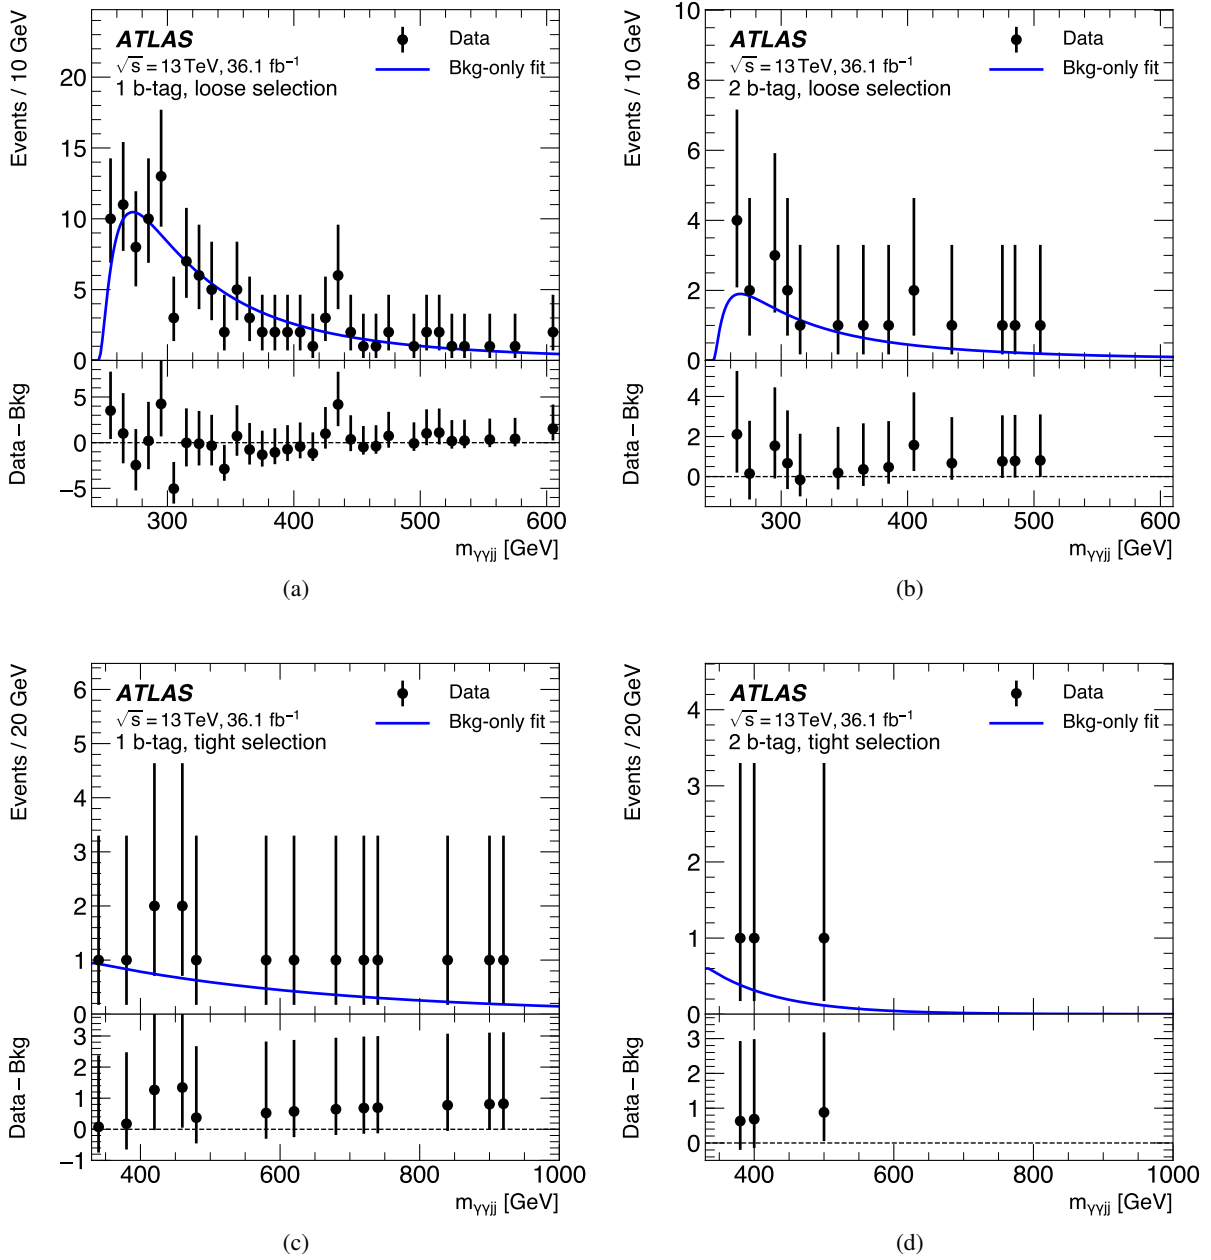 Events / 10 GeV
ATLAS
√s = 13 TeV, 36.1 fb⁻¹
1 b-tag, loose selection
Data
Bkg-only fit
20
15
10
5
0
Data − Bkg
5
0
−5
300 400 500 600
mγγjj [GeV]
(a)
Events / 10 GeV
ATLAS
√s = 13 TeV, 36.1 fb⁻¹
2 b-tag, loose selection
Data
Bkg-only fit
10
8
6
4
2
0
Data − Bkg
4
2
0
300 400 500 600
mγγjj [GeV]
(b)
Events / 20 GeV
ATLAS
√s = 13 TeV, 36.1 fb⁻¹
1 b-tag, tight selection
Data
Bkg-only fit
6
5
4
3
2
1
0
Data − Bkg
3
2
1
0
−1
400 600 800 1000
mγγjj [GeV]
(c)
Events / 20 GeV
ATLAS
√s = 13 TeV, 36.1 fb⁻¹
2 b-tag, tight selection
Data
Bkg-only fit
4
3
2
1
0
Data − Bkg
3
2
1
0
400 600 800 1000
mγγjj [GeV]
(d)